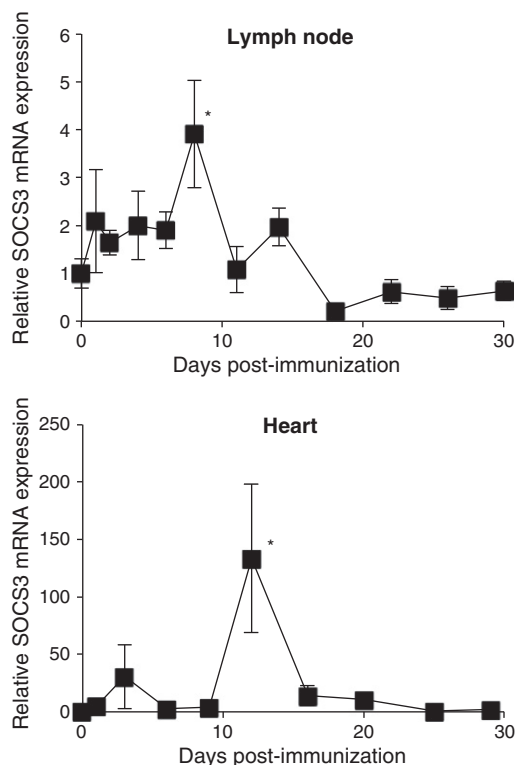 Lymph node
Relative SOCS3 mRNA expression
6
5
4
3
2
1
0
*
0 10 20 30
Days post-immunization
Heart
Relative SOCS3 mRNA expression
250
200
150
100
50
0
*
0 10 20 30
Days post-immunization